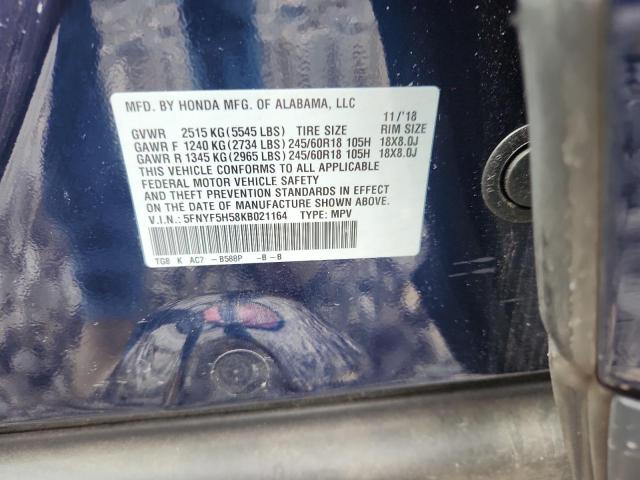 MFD. BY HONDA MFG. OF ALABAMA, LLC 11/'18
GVWR 2515 KG (5545 LBS) TIRE SIZE RIM SIZE
GAWR F 1240 KG (2734 LBS) 245/60R18 105H 18X8.0J
GAWR R 1345 KG (2965 LBS) 245/60R18 105H 18X8.0J
THIS VEHICLE CONFORMS TO ALL APPLICABLE
FEDERAL MOTOR VEHICLE SAFETY
AND THEFT PREVENTION STANDARDS IN EFFECT
ON THE DATE OF MANUFACTURE SHOWN ABOVE.
V.I.N.: 5FNYF5H58KB021164 TYPE: MPV
TG8 K AC7 -B588P -B-B